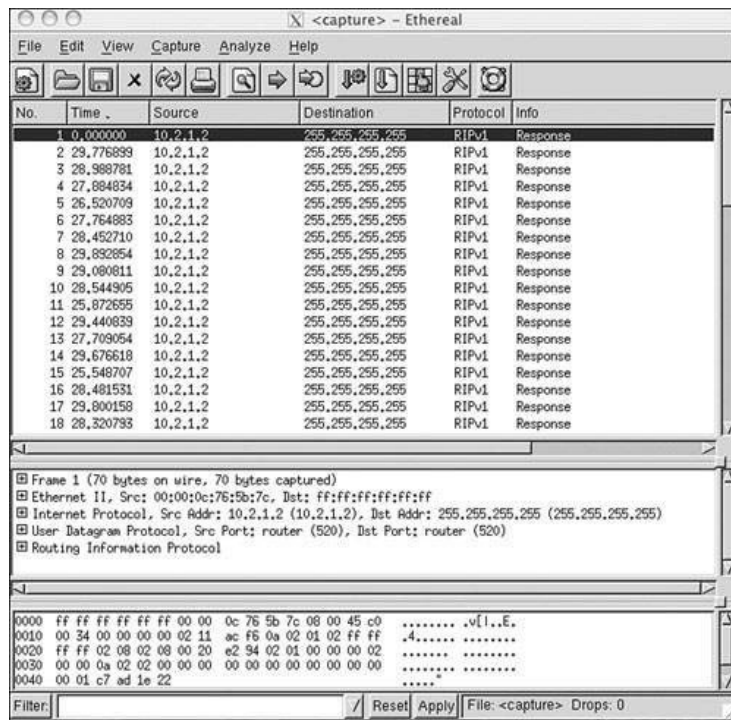 <capture> – Ethereal
File Edit View Capture Analyze Help
No. Time . Source Destination Protocol Info
1 0.000000 10.2.1.2 255.255.255.255 RIPv1 Response
2 29.776899 10.2.1.2 255.255.255.255 RIPv1 Response
3 28.988781 10.2.1.2 255.255.255.255 RIPv1 Response
4 27.884834 10.2.1.2 255.255.255.255 RIPv1 Response
5 26.520709 10.2.1.2 255.255.255.255 RIPv1 Response
6 27.764883 10.2.1.2 255.255.255.255 RIPv1 Response
7 28.452710 10.2.1.2 255.255.255.255 RIPv1 Response
8 29.892854 10.2.1.2 255.255.255.255 RIPv1 Response
9 29.080811 10.2.1.2 255.255.255.255 RIPv1 Response
10 28.544905 10.2.1.2 255.255.255.255 RIPv1 Response
11 25.872655 10.2.1.2 255.255.255.255 RIPv1 Response
12 29.440839 10.2.1.2 255.255.255.255 RIPv1 Response
13 27.709054 10.2.1.2 255.255.255.255 RIPv1 Response
14 29.676618 10.2.1.2 255.255.255.255 RIPv1 Response
15 25.548707 10.2.1.2 255.255.255.255 RIPv1 Response
16 28.481531 10.2.1.2 255.255.255.255 RIPv1 Response
17 29.800158 10.2.1.2 255.255.255.255 RIPv1 Response
18 28.320793 10.2.1.2 255.255.255.255 RIPv1 Response
Frame 1 (70 bytes on wire, 70 bytes captured)
Ethernet II, Src: 00:00:0c:76:5b:7c, Dst: ff:ff:ff:ff:ff:ff
Internet Protocol, Src Addr: 10.2.1.2 (10.2.1.2), Dst Addr: 255.255.255.255 (255.255.255.255)
User Datagram Protocol, Src Port: router (520), Dst Port: router (520)
Routing Information Protocol
0000 ff ff ff ff ff ff 00 00 0c 76 5b 7c 08 00 45 c0 ........ .v[|..E.
0010 00 34 00 00 00 00 02 11 ac f6 0a 02 01 02 ff ff .4...... ........
0020 ff ff 02 08 02 08 00 20 e2 94 02 01 00 00 00 02 ....... ........
0030 00 00 0a 02 02 00 00 00 00 00 00 00 00 00 00 00 ........ ........
0040 00 01 c7 ad 1e 22 ....."
Filter: Reset Apply File: <capture> Drops: 0